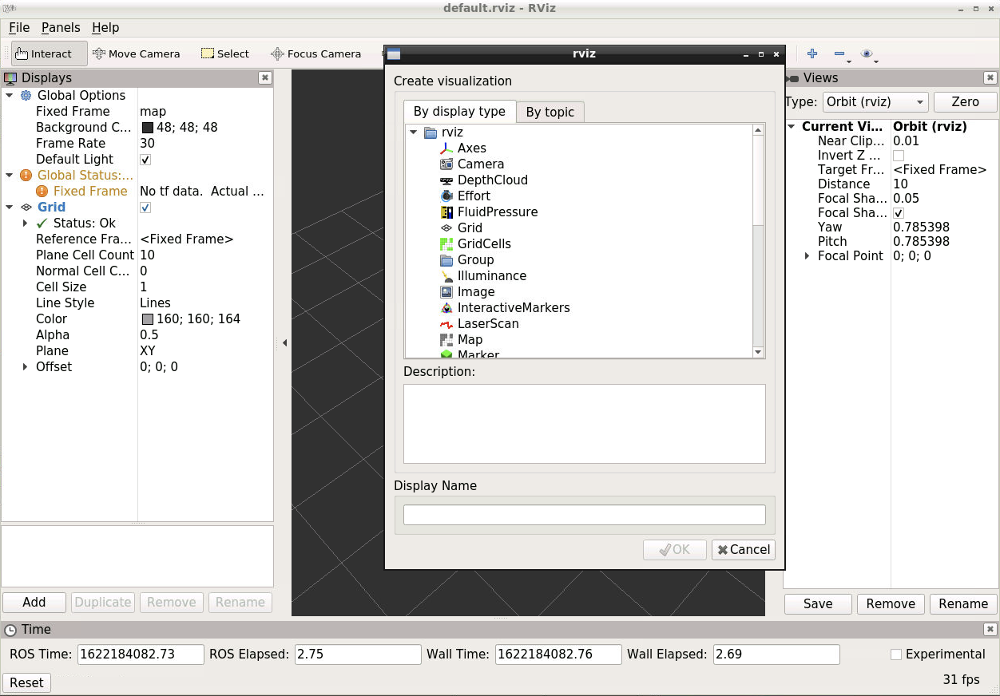 default.rviz - RViz
File Panels Help
Interact Move Camera Select Focus Camera
Displays
Global Options
Fixed Frame map
Background C... 48; 48; 48
Frame Rate 30
Default Light
Global Status:...
Fixed Frame No tf data. Actual ...
Grid
Status: Ok
Reference Fra... <Fixed Frame>
Plane Cell Count 10
Normal Cell C... 0
Cell Size 1
Line Style Lines
Color 160; 160; 164
Alpha 0.5
Plane XY
Offset 0; 0; 0
Add Duplicate Remove Rename
rviz
Create visualization
By display type By topic
rviz
Axes
Camera
DepthCloud
Effort
FluidPressure
Grid
GridCells
Group
Illuminance
Image
InteractiveMarkers
LaserScan
Map
Marker
Description:
Display Name
OK Cancel
Views
Type: Orbit (rviz) Zero
Current Vi... Orbit (rviz)
Near Clip... 0.01
Invert Z ...
Target Fr... <Fixed Frame>
Distance 10
Focal Sha... 0.05
Focal Sha...
Yaw 0.785398
Pitch 0.785398
Focal Point 0; 0; 0
Save Remove Rename
Time
ROS Time: 1622184082.73 ROS Elapsed: 2.75 Wall Time: 1622184082.76 Wall Elapsed: 2.69 Experimental
Reset 31 fps